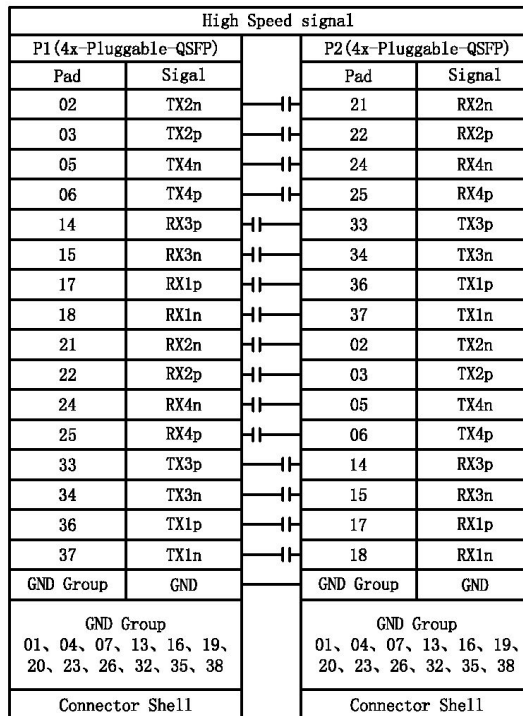 High Speed signal
P1(4x-Pluggable-QSFP) P2(4x-Pluggable-QSFP)
Pad Sigal Pad Signal
02 TX2n 21 RX2n
03 TX2p 22 RX2p
05 TX4n 24 RX4n
06 TX4p 25 RX4p
14 RX3p 33 TX3p
15 RX3n 34 TX3n
17 RX1p 36 TX1p
18 RX1n 37 TX1n
21 RX2n 02 TX2n
22 RX2p 03 TX2p
24 RX4n 05 TX4n
25 RX4p 06 TX4p
33 TX3p 14 RX3p
34 TX3n 15 RX3n
36 TX1p 17 RX1p
37 TX1n 18 RX1n
GND Group GND GND Group GND
GND Group GND Group
01、04、07、13、16、19、 01、04、07、13、16、19、
20、23、26、32、35、38 20、23、26、32、35、38
Connector Shell Connector Shell